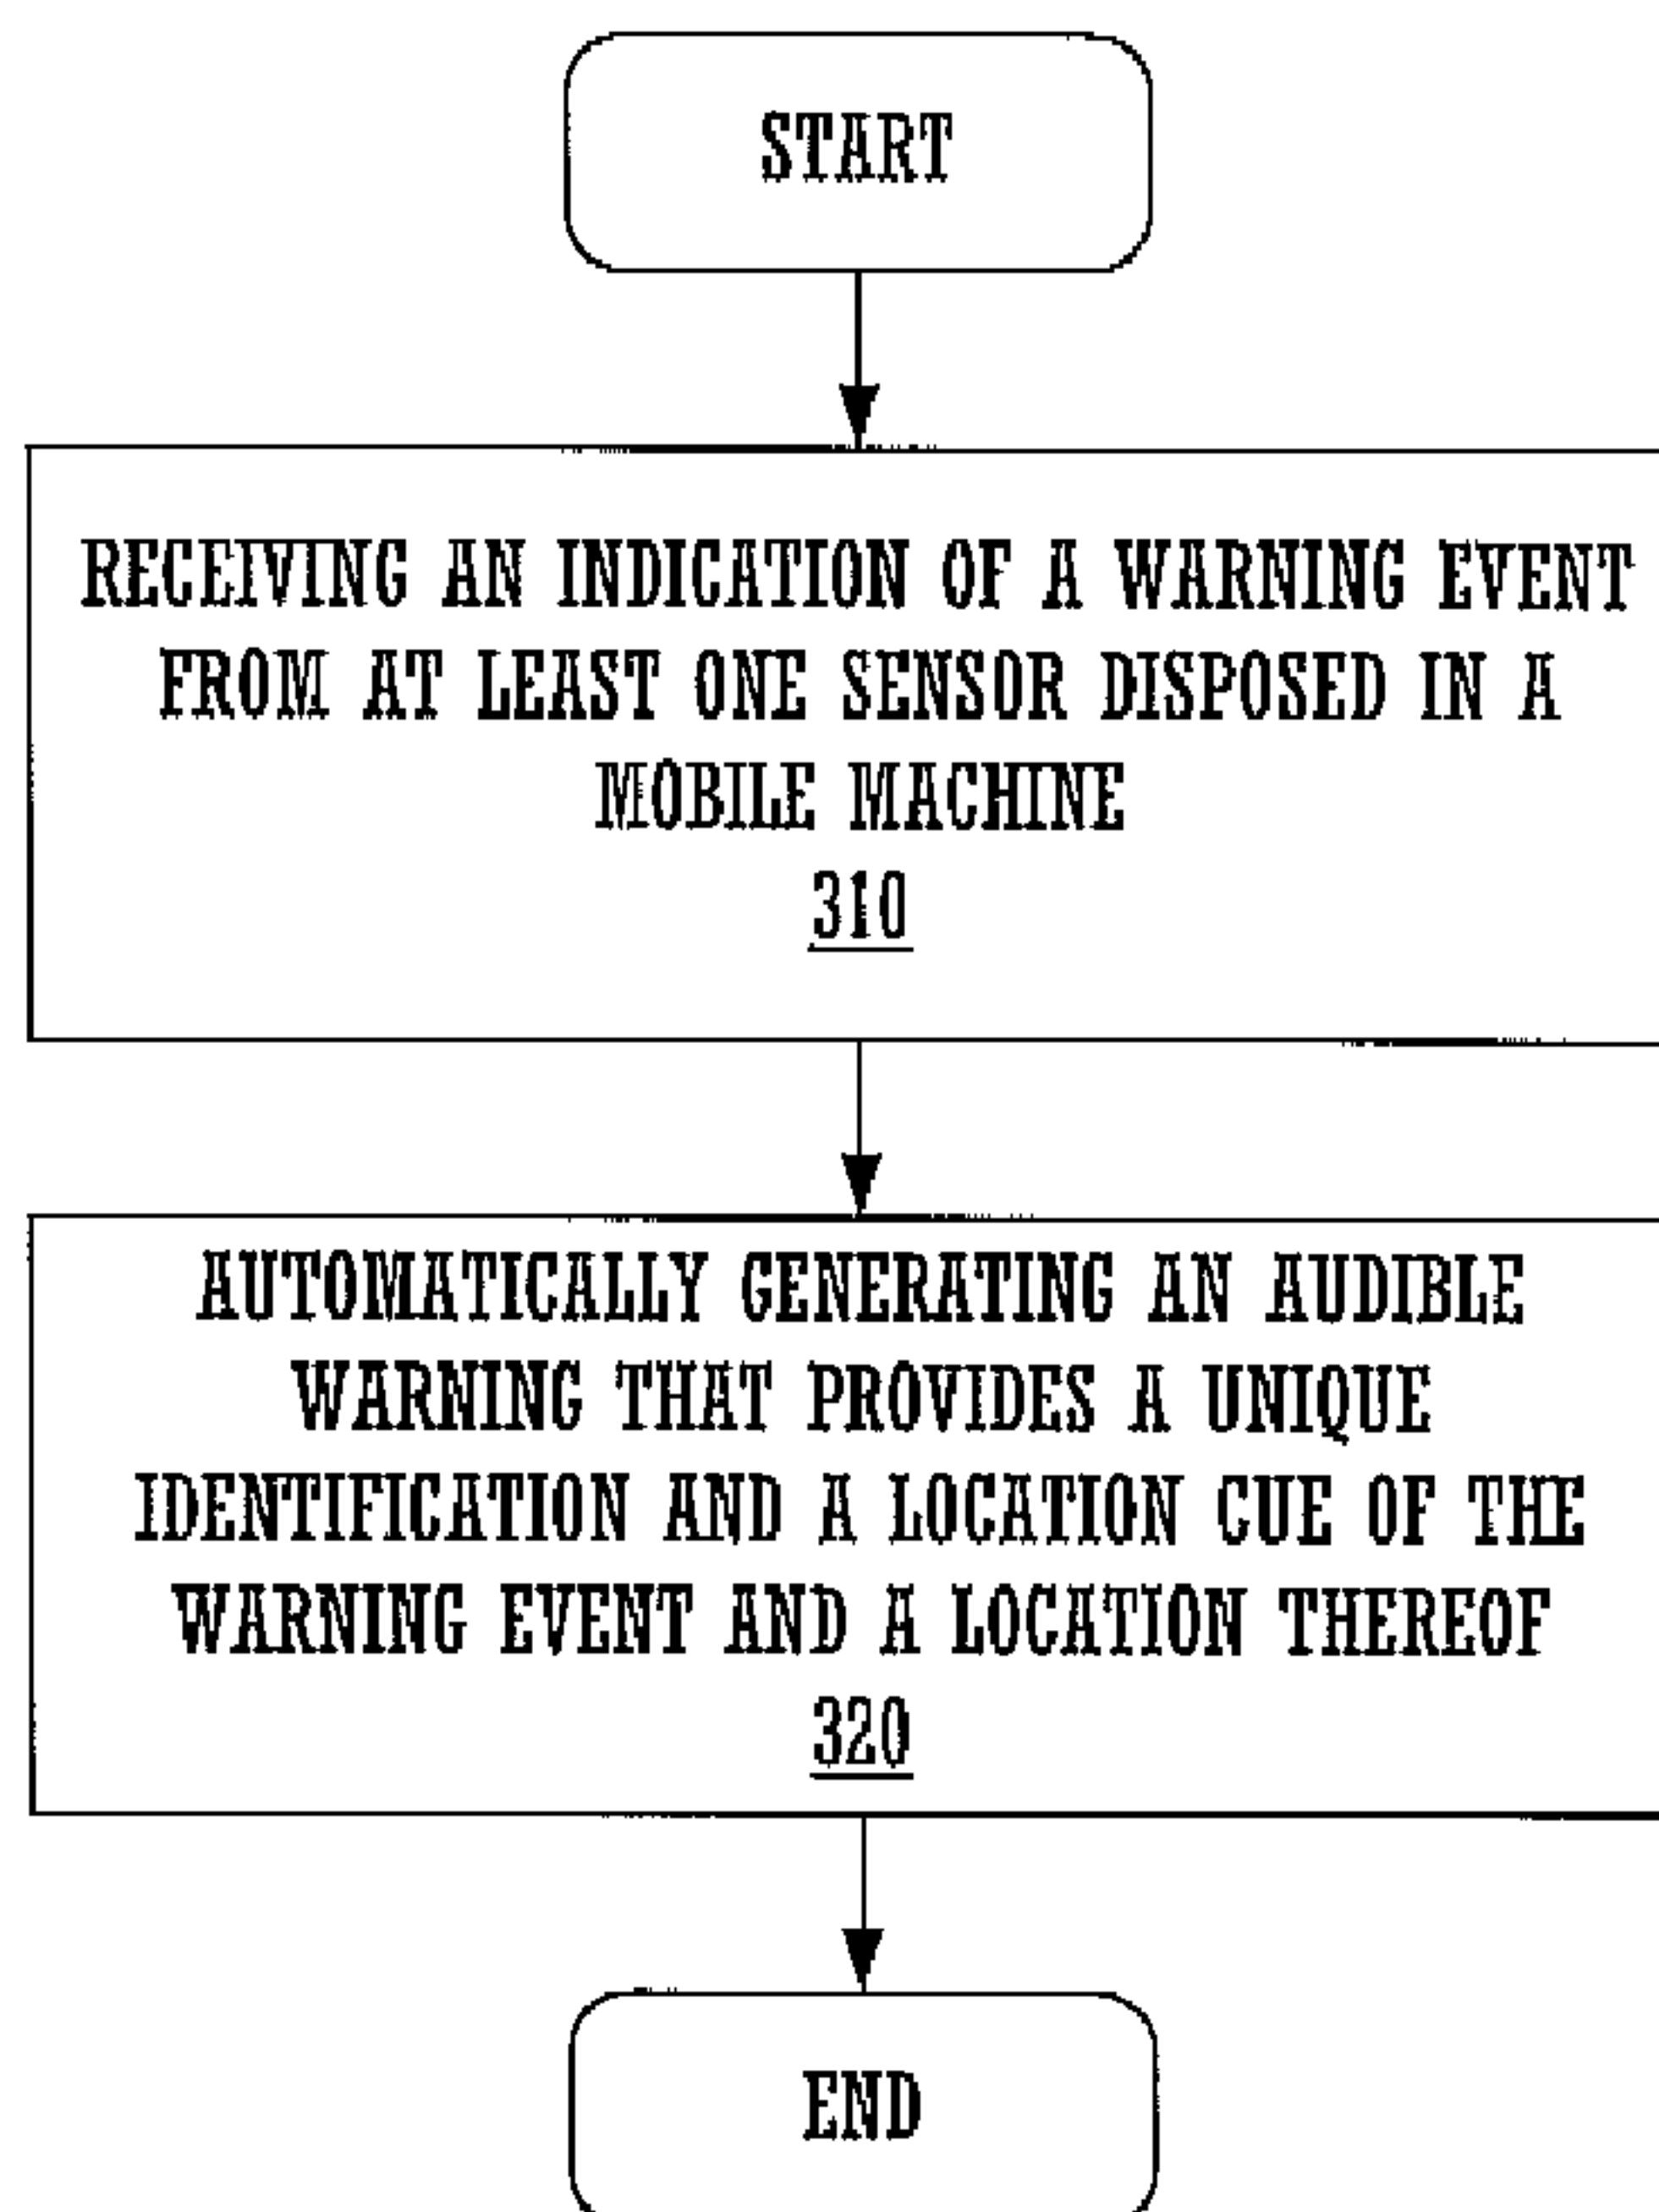 START
RECEIVING AN INDICATION OF A WARNING EVENT
FROM AT LEAST ONE SENSOR DISPOSED IN A
MOBILE MACHINE
310
AUTOMATICALLY GENERATING AN AUDIBLE
WARNING THAT PROVIDES A UNIQUE
IDENTIFICATION AND A LOCATION CUE OF THE
WARNING EVENT AND A LOCATION THEREOF
320
END